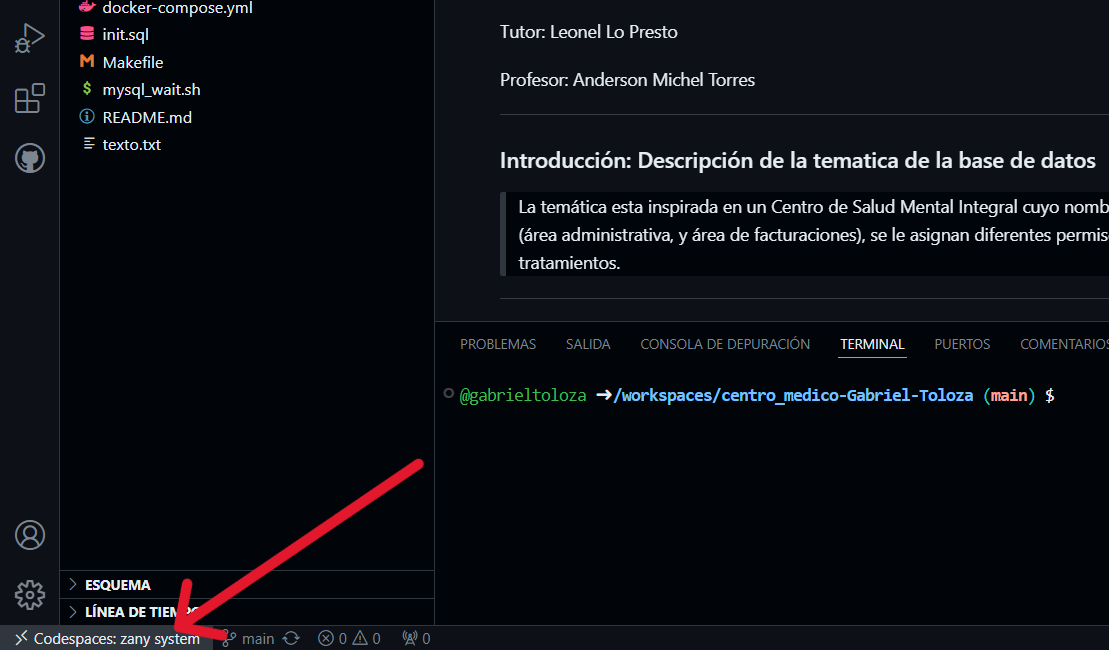 docker-compose.yml
init.sql
Makefile
mysql_wait.sh
README.md
texto.txt
ESQUEMA
LÍNEA DE TIEMPO
Tutor: Leonel Lo Presto
Profesor: Anderson Michel Torres
Introducción: Descripción de la tematica de la base de datos
La temática esta inspirada en un Centro de Salud Mental Integral cuyo nomb
(área administrativa, y área de facturaciones), se le asignan diferentes permis
tratamientos.
PROBLEMAS SALIDA CONSOLA DE DEPURACIÓN TERMINAL PUERTOS COMENTARIOS
@gabrieltoloza ➜/workspaces/centro_medico-Gabriel-Toloza (main) $
Codespaces: zany system main 0 0 0